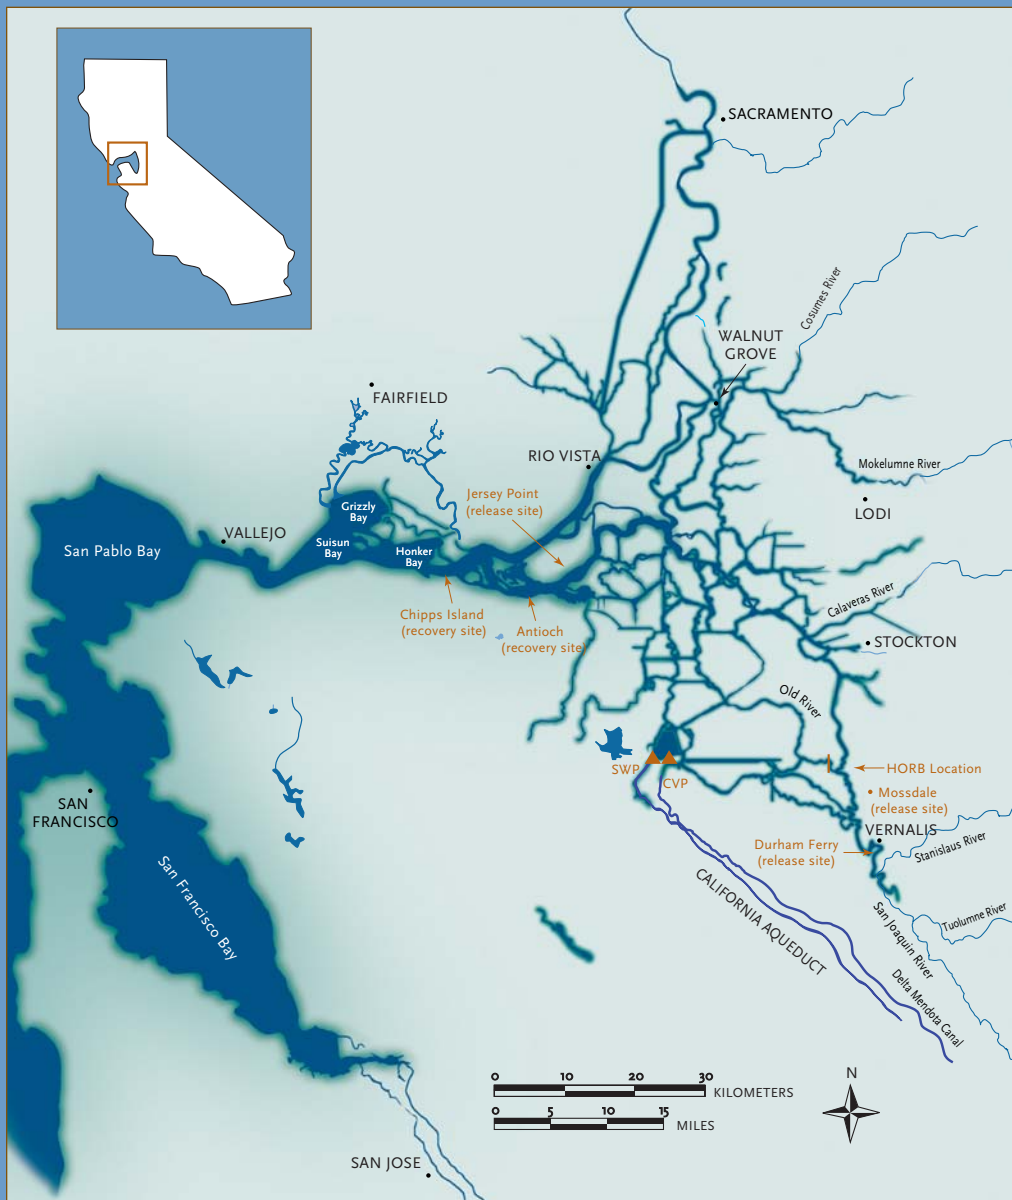 SACRAMENTO
Cosumes River
WALNUT
GROVE
FAIRFIELD
RIO VISTA
Mokelumne River
Jersey Point
(release site)
LODI
Grizzly
Bay
VALLEJO
San Pablo Bay
Suisun
Bay
Honker
Bay
Calaveras River
Chipps Island
(recovery site)
Antioch
(recovery site)
STOCKTON
Old River
SWP
CVP
HORB Location
Mossdale
(release site)
SAN
FRANCISCO
VERNALIS
Durham Ferry
(release site)
Stanislaus River
San Francisco Bay
CALIFORNIA AQUEDUCT
San Joaquin River
Tuolumne River
Delta Mendota Canal
0 10 20 30
KILOMETERS
0 5 10 15
MILES
N
SAN JOSE